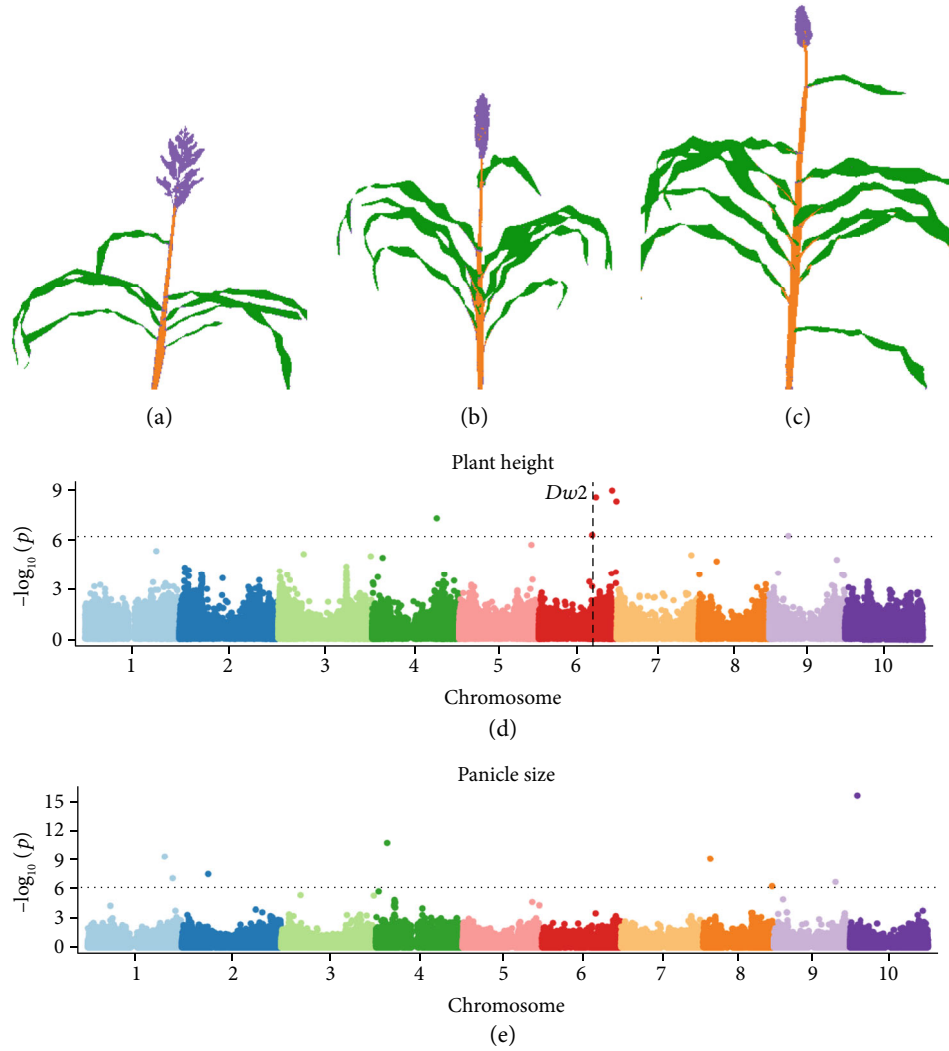 (a) (b) (c)
Plant height
9
6
3
0
−log₁₀ (p)
Dw2
1 2 3 4 5 6 7 8 9 10
Chromosome
(d)
Panicle size
15
12
9
6
3
0
−log₁₀ (p)
1 2 3 4 5 6 7 8 9 10
Chromosome
(e)